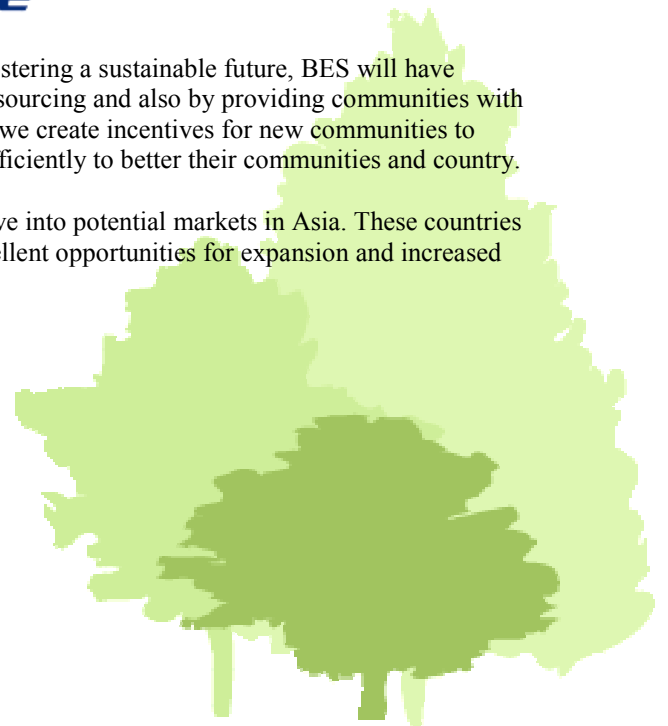 stering a sustainable future, BES will have
sourcing and also by providing communities with
we create incentives for new communities to
ficiently to better their communities and country.
ve into potential markets in Asia. These countries
ellent opportunities for expansion and increased